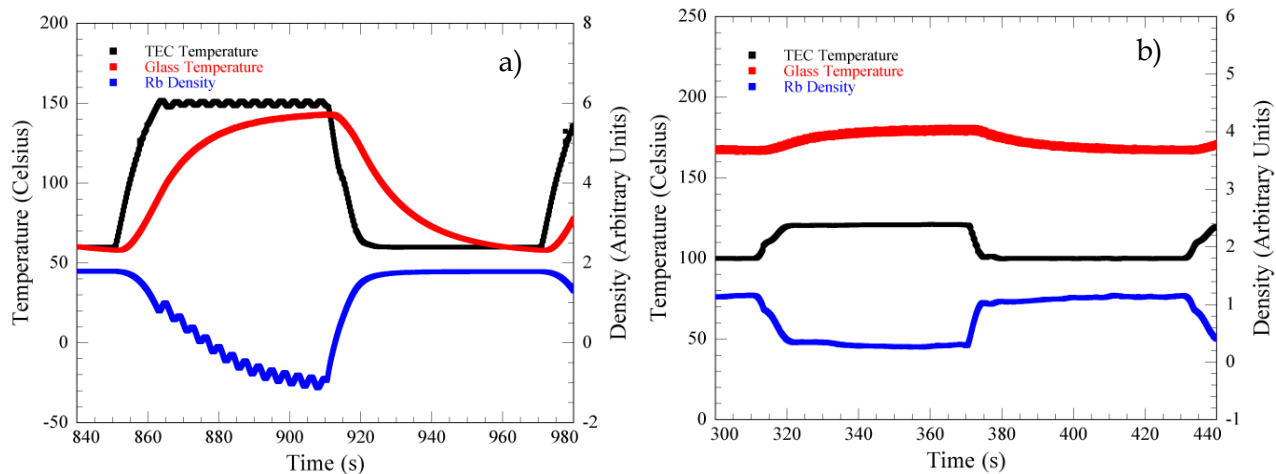 a)
TEC Temperature
Glass Temperature
Rb Density
Temperature (Celsius)
200
150
100
50
0
-50
Density (Arbitrary Units)
8
6
4
2
0
-2
840 860 880 900 920 940 960 980
Time (s)
b)
TEC Temperature
Glass Temperature
Rb Density
Temperature (Celsius)
250
200
150
100
50
0
Density (Arbitrary Units)
6
5
4
3
2
1
0
-1
300 320 340 360 380 400 420 440
Time (s)